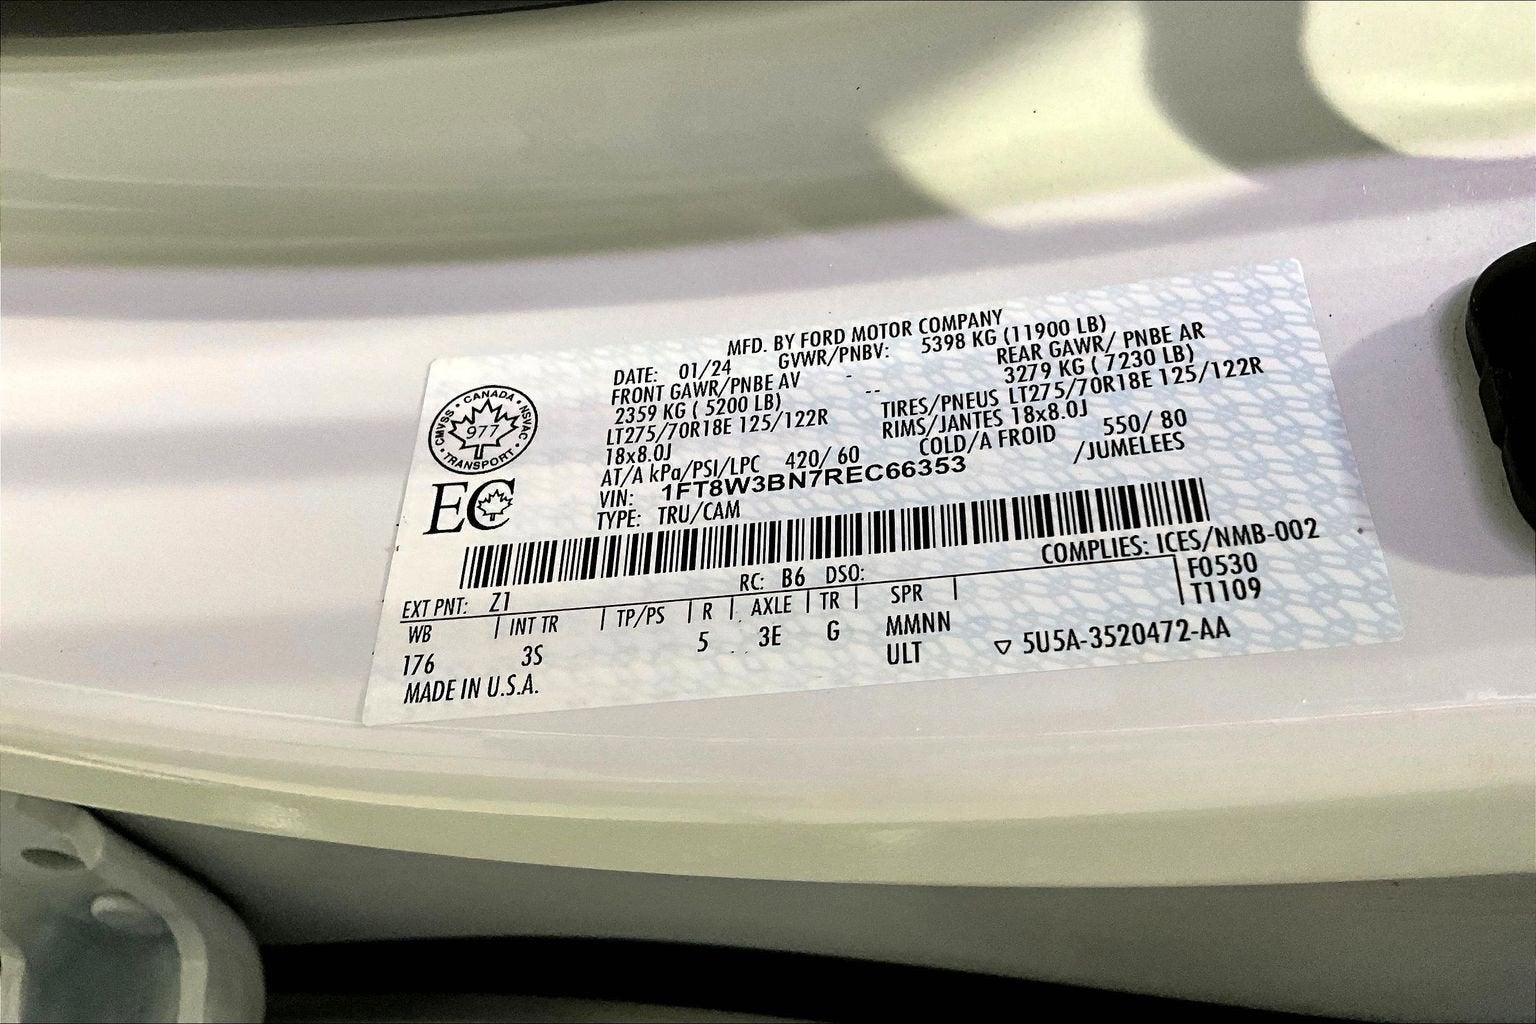 MFD. BY FORD MOTOR COMPANY
DATE: 01/24 GVWR/PNBV: 5398 KG (11900 LB)
FRONT GAWR/PNBE AV - REAR GAWR/ PNBE AR
2359 KG ( 5200 LB) -- 3279 KG ( 7230 LB)
LT275/70R18E 125/122R TIRES/PNEUS LT275/70R18E 125/122R
18x8.0J RIMS/JANTES 18x8.0J
AT/A kPa/PSI/LPC 420/ 60 COLD/A FROID 550/ 80
VIN: 1FT8W3BN7REC66353 /JUMELEES
TYPE: TRU/CAM
CANADA
CMVSS NSVAC
977
TRANSPORT
EC
COMPLIES: ICES/NMB-002
EXT PNT: Z1 RC: B6 DSO: F0530
WB | INT TR | TP/PS | R | AXLE | TR | SPR | T1109
176 3S 5 3E G MMNN
ULT ▽ 5U5A-3520472-AA
MADE IN U.S.A.